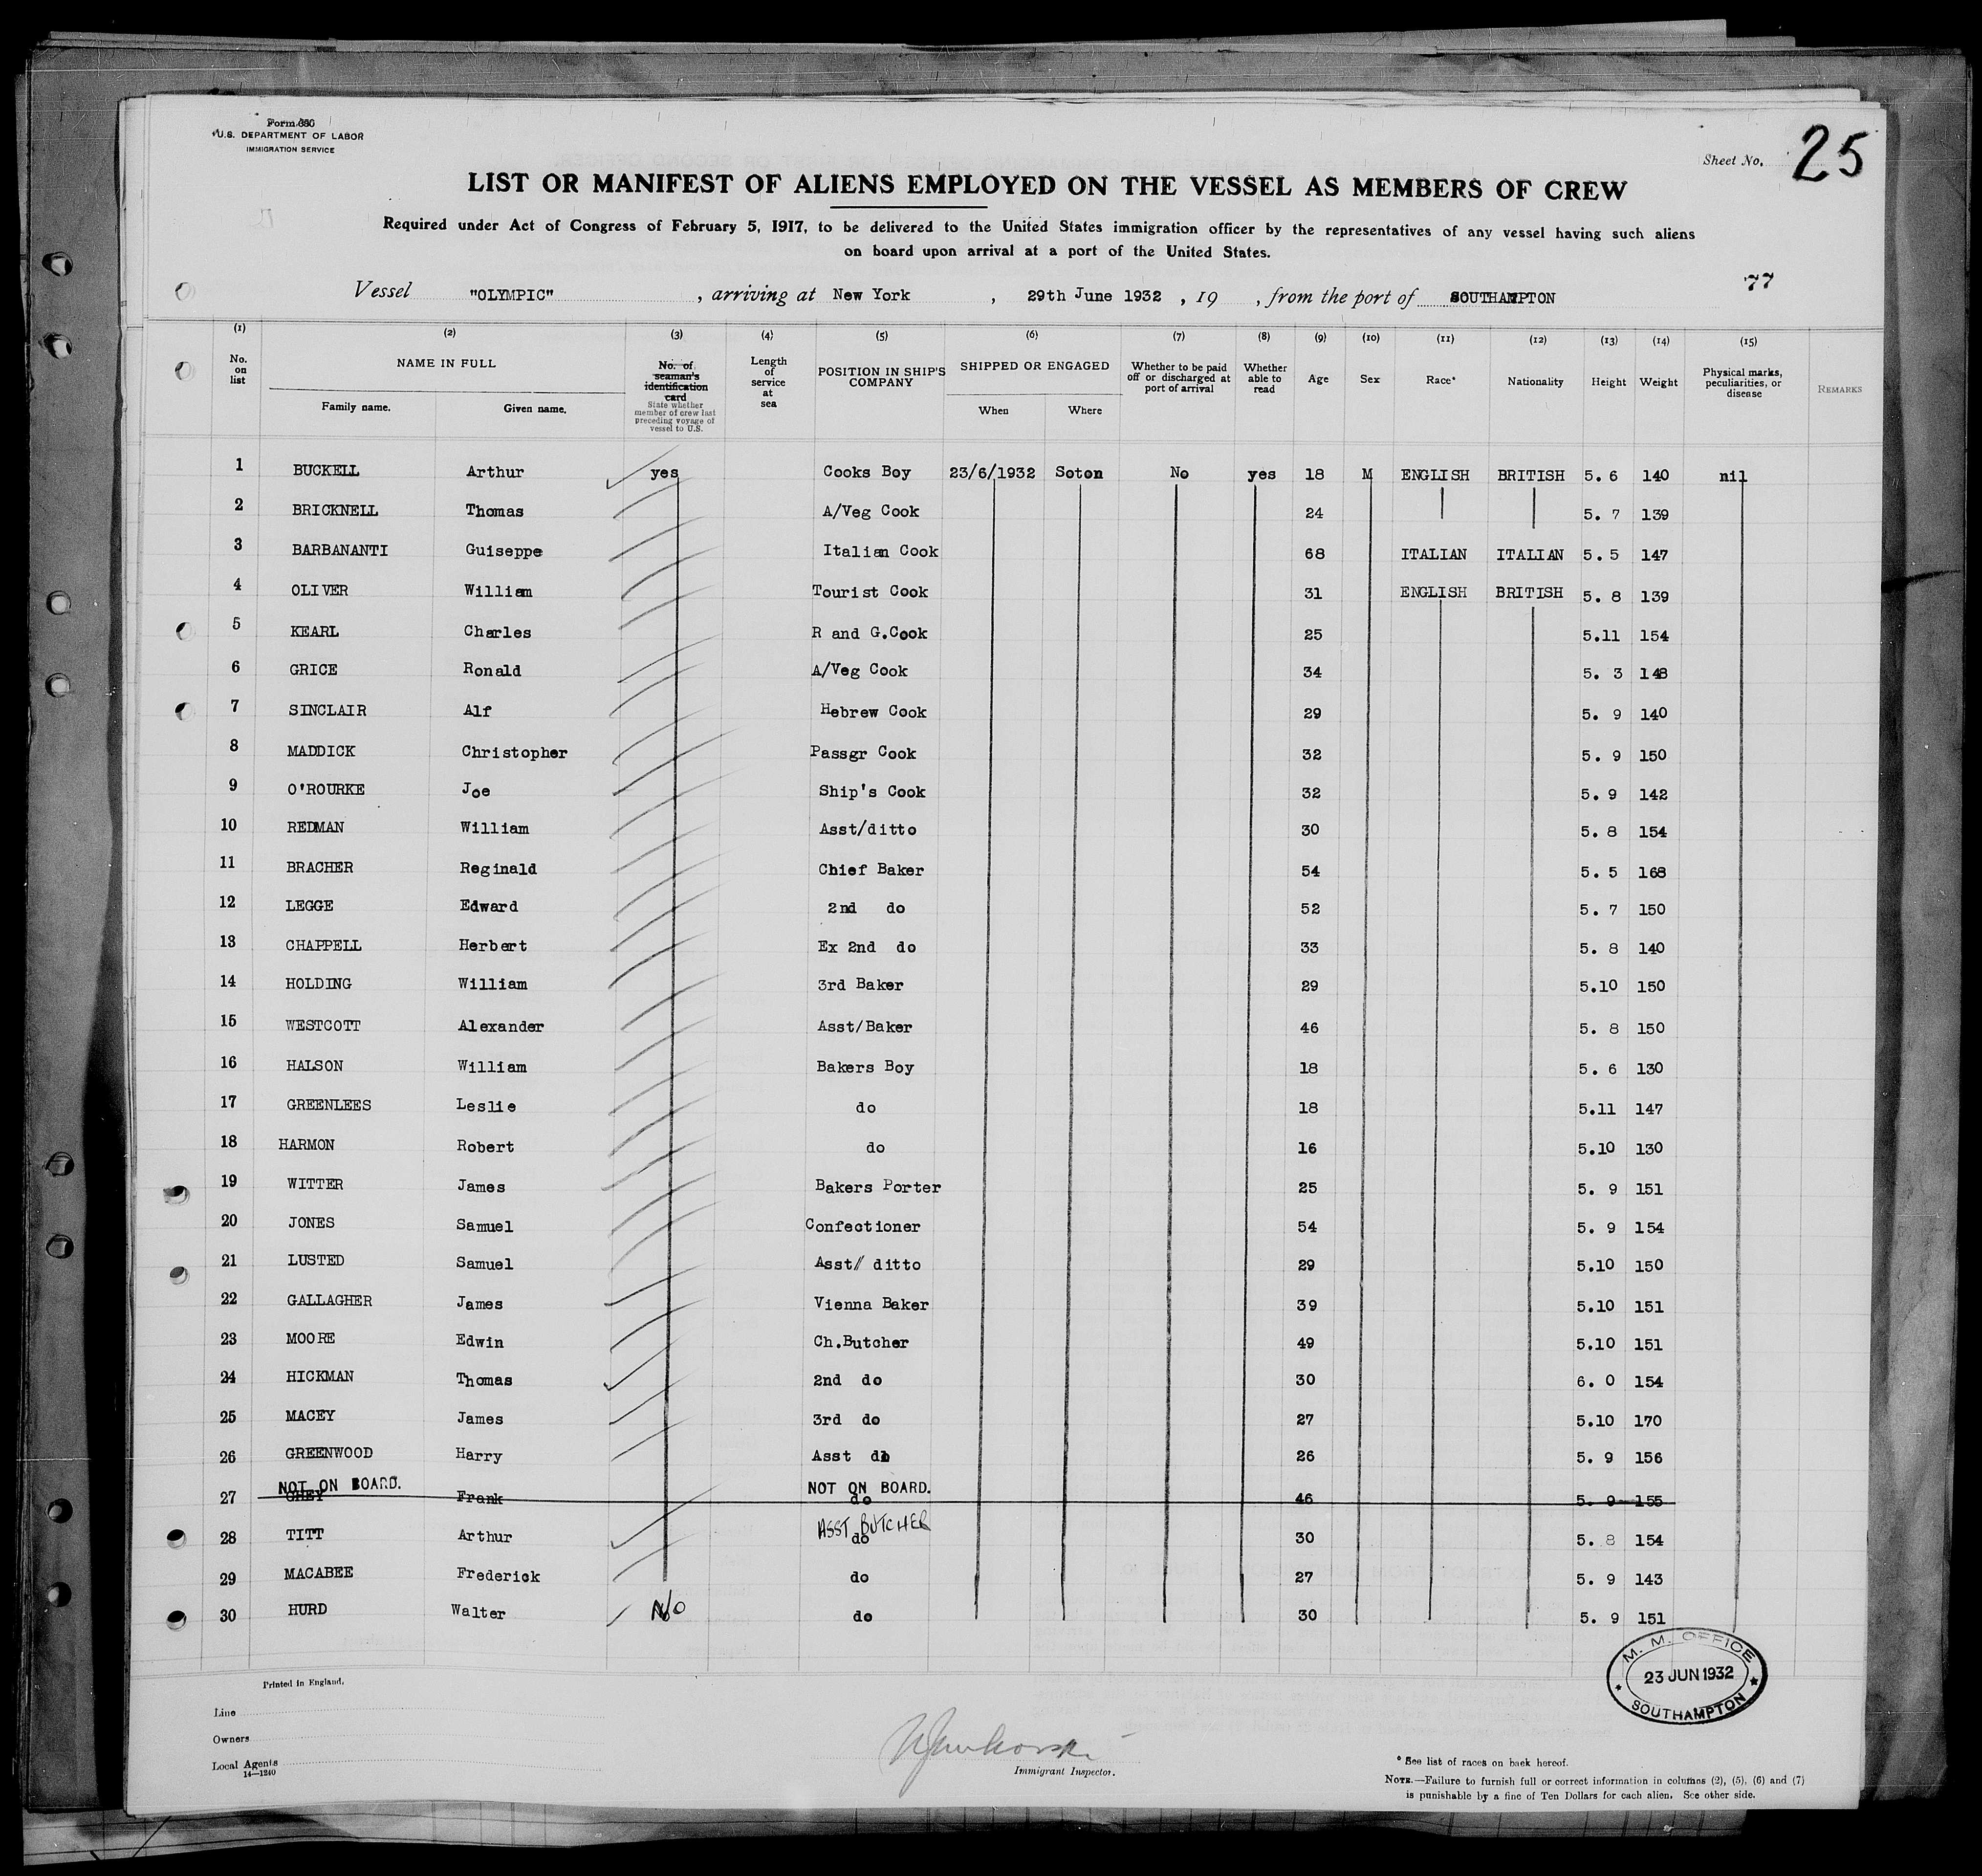 Form 680
U.S. DEPARTMENT OF LABOR
IMMIGRATION SERVICE
Sheet No. 25
LIST OR MANIFEST OF ALIENS EMPLOYED ON THE VESSEL AS MEMBERS OF CREW
Required under Act of Congress of February 5, 1917, to be delivered to the United States immigration officer by the representatives of any vessel having such aliens
on board upon arrival at a port of the United States.
77
Vessel "OLYMPIC" , arriving at New York , 29th June 1932 , 19 , from the port of SOUTHAMPTON
(1) (2) (3) (4) (5) (6) (7) (8) (9) (10) (11) (12) (13) (14) (15)
No. on list NAME IN FULL Family name. Given name. No. of seaman's identification card State whether member of crew last preceding voyage of vessel to U.S. Length of service at sea POSITION IN SHIP'S COMPANY SHIPPED OR ENGAGED When Where Whether to be paid off or discharged at port of arrival Whether able to read Age Sex Race* Nationality Height Weight Physical marks, peculiarities, or disease REMARKS
1 BUCKELL Arthur yes Cooks Boy 23/6/1932 Soton No yes 18 M ENGLISH BRITISH 5. 6 140 nil
2 BRICKNELL Thomas A/Veg Cook 24 5. 7 139
3 BARBANANTI Guiseppe Italian Cook 68 ITALIAN ITALIAN 5. 5 147
4 OLIVER William Tourist Cook 31 ENGLISH BRITISH 5. 8 139
5 KEARL Charles R and G.Cook 25 5.11 154
6 GRICE Ronald A/Veg Cook 34 5. 3 148
7 SINCLAIR Alf Hebrew Cook 29 5. 9 140
8 MADDICK Christopher Passgr Cook 32 5. 9 150
9 O'ROURKE Joe Ship's Cook 32 5. 9 142
10 REDMAN William Asst/ditto 30 5. 8 154
11 BRACHER Reginald Chief Baker 54 5. 5 168
12 LEGGE Edward 2nd do 52 5. 7 150
13 CHAPPELL Herbert Ex 2nd do 33 5. 8 140
14 HOLDING William 3rd Baker 29 5.10 150
15 WESTCOTT Alexander Asst/Baker 46 5. 8 150
16 HALSON William Bakers Boy 18 5. 6 130
17 GREENLEES Leslie do 18 5.11 147
18 HARMON Robert do 16 5.10 130
19 WITTER James Bakers Porter 25 5. 9 151
20 JONES Samuel Confectioner 54 5. 9 154
21 LUSTED Samuel Asst/ ditto 29 5.10 150
22 GALLAGHER James Vienna Baker 39 5.10 151
23 MOORE Edwin Ch.Butcher 49 5.10 151
24 HICKMAN Thomas 2nd do 30 6. 0 154
25 MACEY James 3rd do 27 5.10 170
26 GREENWOOD Harry Asst do 26 5. 9 156
NOT ON BOARD. NOT ON BOARD.
27 GHEY Frank do 46 5. 9 155
ASST BUTCHER
28 TITT Arthur do 30 5. 8 154
29 MACABEE Frederick do 27 5. 9 143
30 HURD Walter No do 30 5. 9 151
M. M. OFFICE
23 JUN 1932
SOUTHAMPTON
Printed in England.
Line
Owners
Local Agents
14—1240
Immigrant Inspector.
* See list of races on back hereof.
NOTE.—Failure to furnish full or correct information in columns (2), (5), (6) and (7)
is punishable by a fine of Ten Dollars for each alien. See other side.